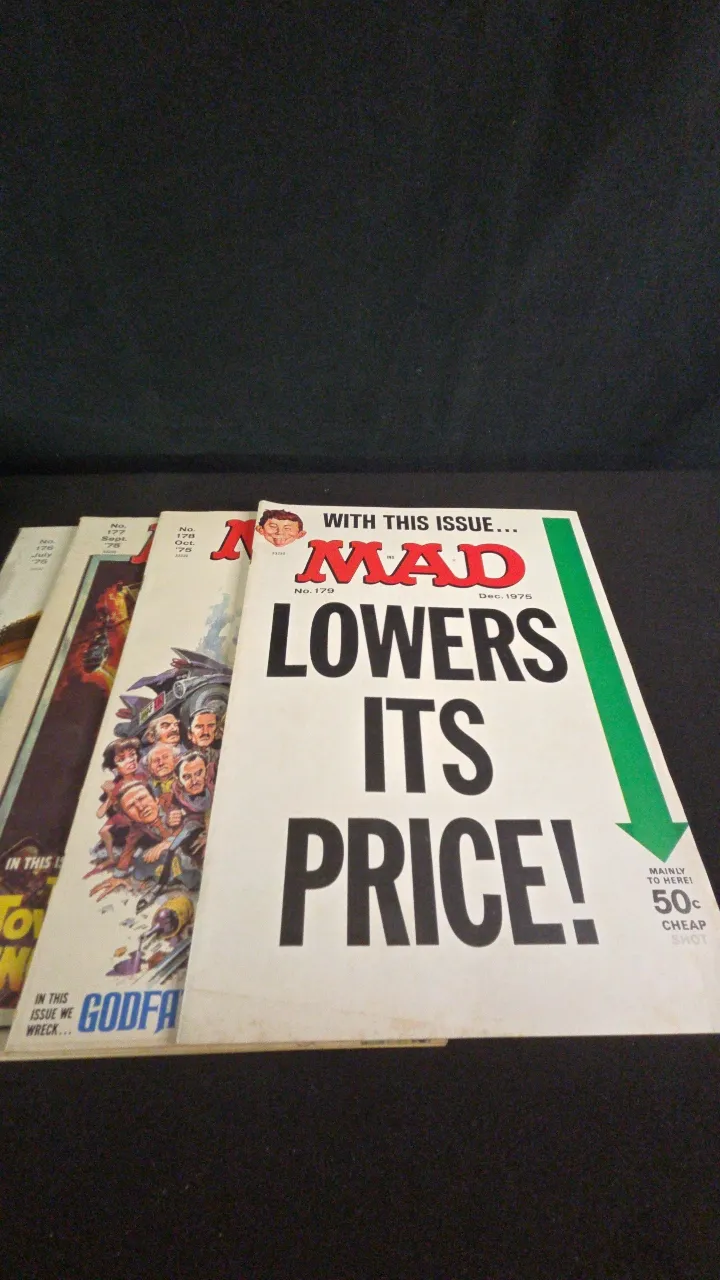 No.
176
July
'75
No.
177
Sept.
'75
IN THIS
No.
178
Oct.
'75
M
IN THIS
ISSUE WE
WRECK...
GODFA
WITH THIS ISSUE...
MAD
No. 179
Dec. 1975
LOWERS
ITS
PRICE!
MAINLY
TO HERE!
50c
CHEAP
SHOT